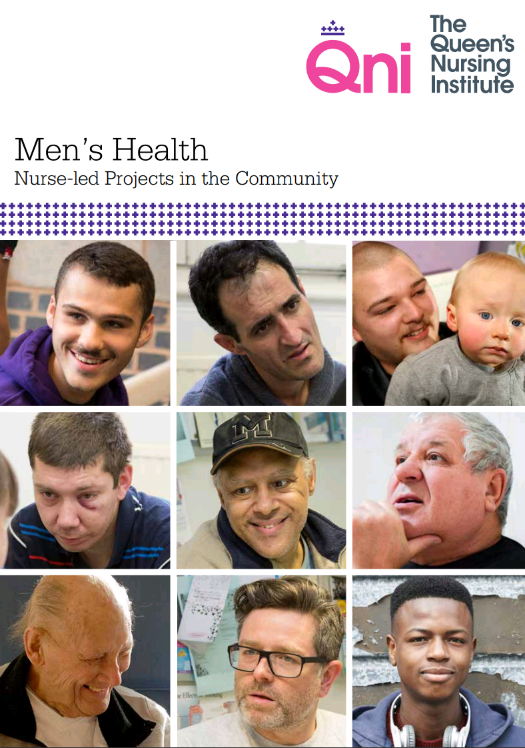 Qni
The
Queen's
Nursing
Institute
Men's Health
Nurse-led Projects in the Community
M